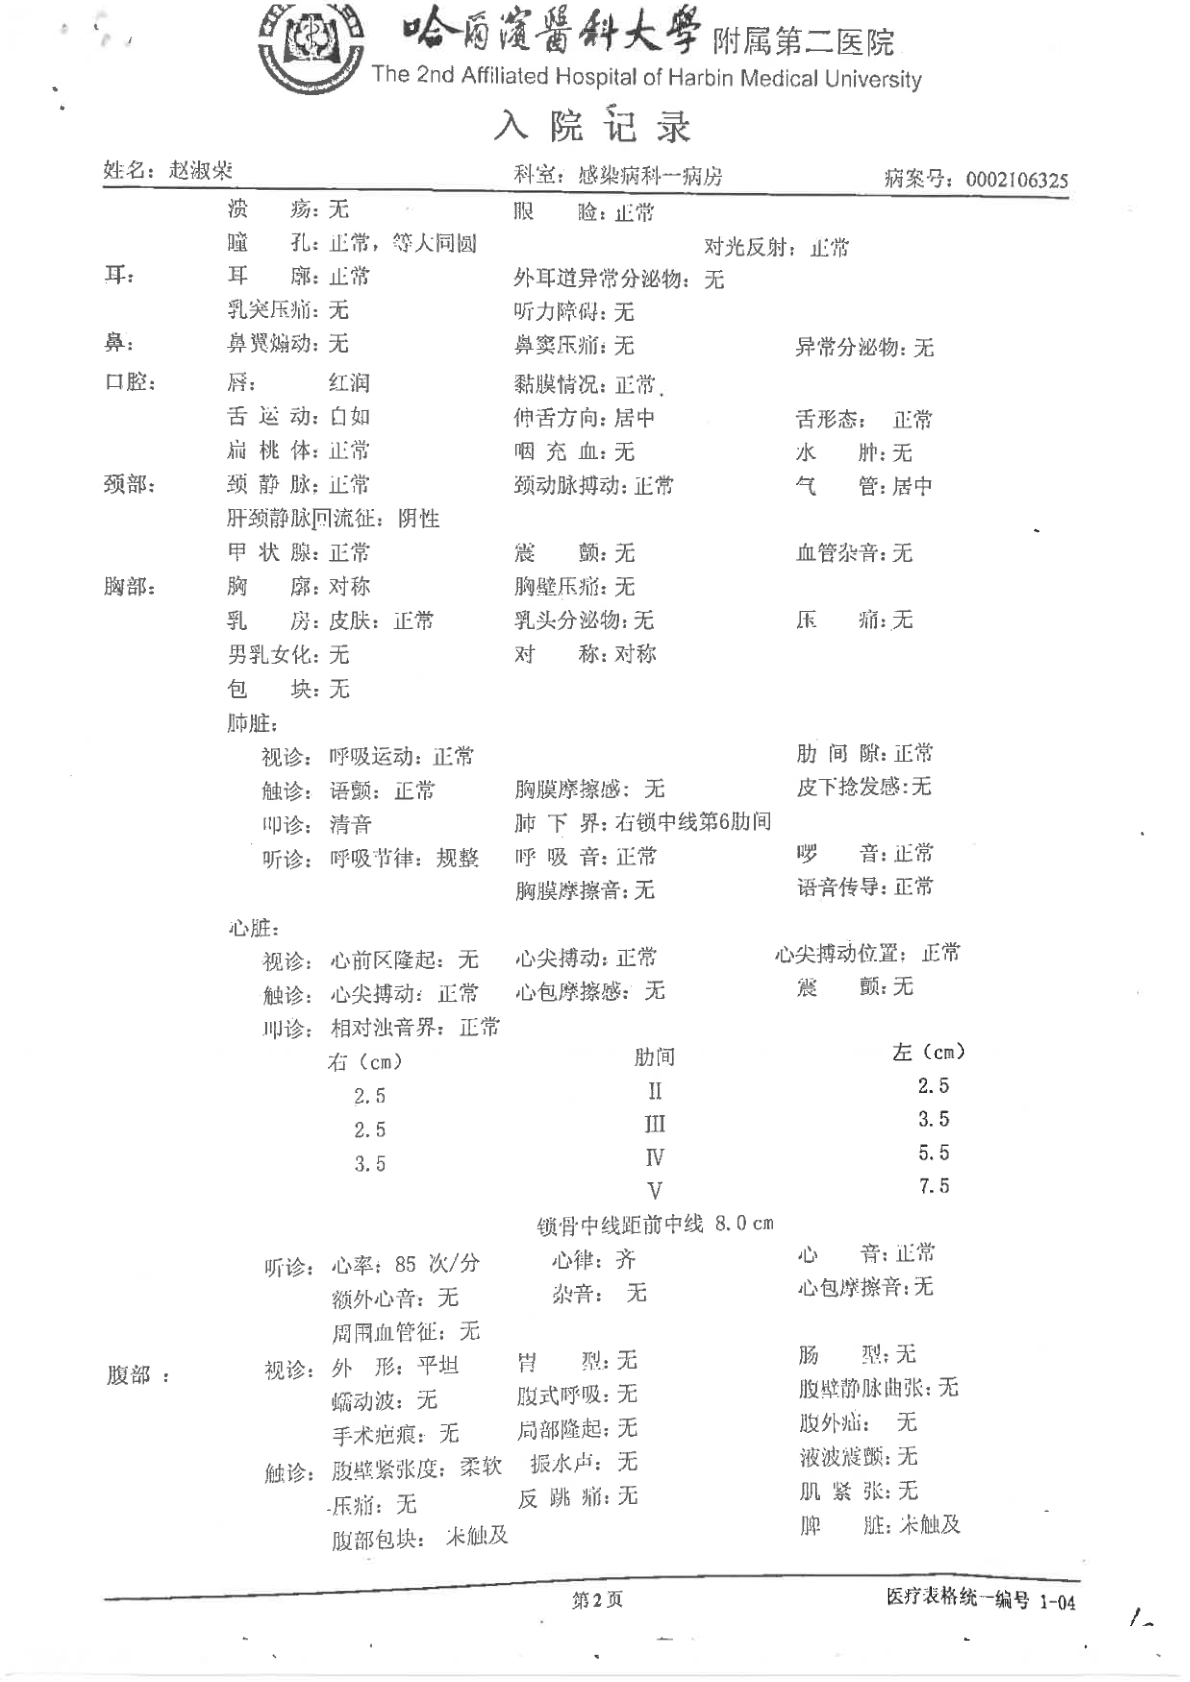 哈尔滨醫科大學 附属第二医院
The 2nd Affiliated Hospital of Harbin Medical University
入院记录
姓名：赵淑荣 科室：感染病科一病房 病案号：0002106325
溃 疡：无 眼 睑：正常
瞳 孔：正常，等大同圆 对光反射：正常
耳： 耳 廓：正常 外耳道异常分泌物：无
乳突压痛：无 听力障碍：无
鼻： 鼻翼煽动：无 鼻窦压痛：无 异常分泌物：无
口腔： 唇： 红润 黏膜情况：正常
舌 运 动：自如 伸舌方向：居中 舌形态： 正常
扁 桃 体：正常 咽 充 血：无 水 肿：无
颈部： 颈 静 脉：正常 颈动脉搏动：正常 气 管：居中
肝颈静脉回流征：阴性
甲 状 腺：正常 震 颤：无 血管杂音：无
胸部： 胸 廓：对称 胸壁压痛：无
乳 房：皮肤：正常 乳头分泌物：无 压 痛：无
男乳女化：无 对 称：对称
包 块：无
肺脏：
视诊：呼吸运动：正常 肋 间 隙：正常
触诊：语颤：正常 胸膜摩擦感：无 皮下捻发感：无
叩诊：清音 肺 下 界：右锁中线第6肋间
听诊：呼吸节律：规整 呼 吸 音：正常 啰 音：正常
胸膜摩擦音：无 语音传导：正常
心脏：
视诊：心前区隆起：无 心尖搏动：正常 心尖搏动位置：正常
触诊：心尖搏动：正常 心包摩擦感：无 震 颤：无
叩诊：相对浊音界：正常
右（cm） 肋间 左（cm）
2.5 II 2.5
2.5 III 3.5
3.5 IV 5.5
V 7.5
锁骨中线距前中线 8.0cm
听诊：心率：85 次/分 心律：齐 心 音：正常
额外心音：无 杂音： 无 心包摩擦音：无
周围血管征：无
腹部： 视诊：外 形：平坦 胃 型：无 肠 型：无
蠕动波：无 腹式呼吸：无 腹壁静脉曲张：无
手术疤痕：无 局部隆起：无 腹外疝： 无
触诊：腹壁紧张度：柔软 振水声：无 液波震颤：无
压痛：无 反 跳 痛：无 肌 紧 张：无
腹部包块： 未触及 脾 脏：未触及
第2页 医疗表格统一编号 1-04